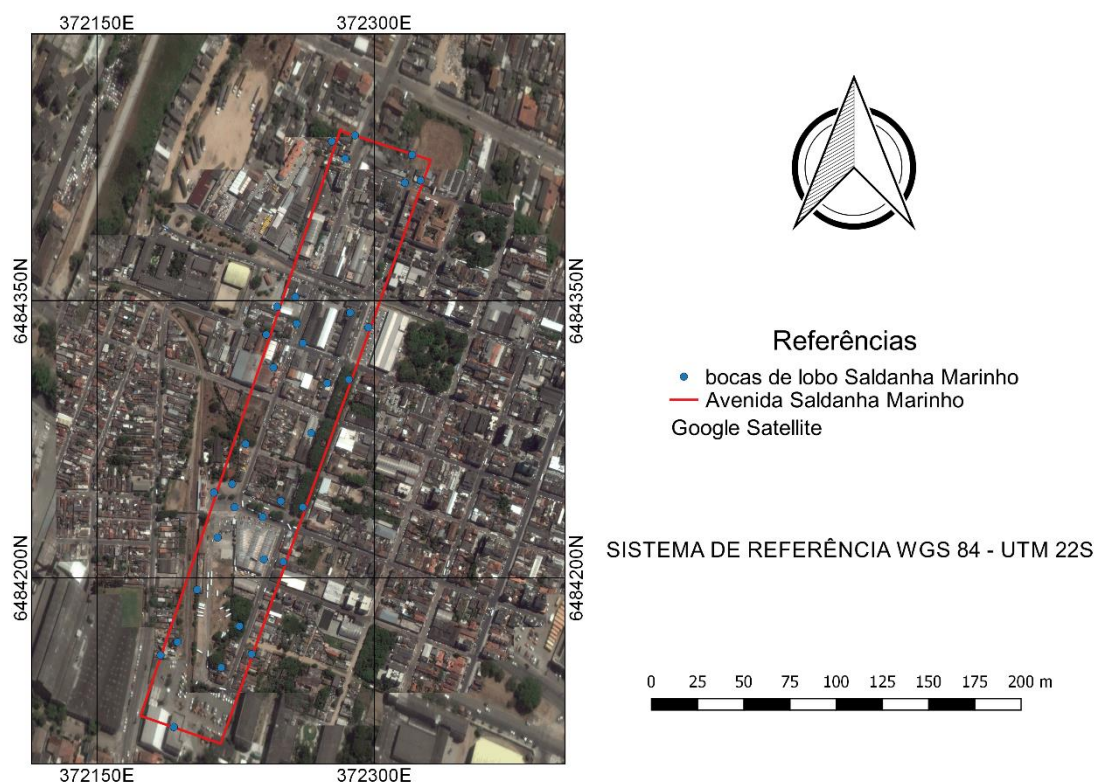 372150E 372300E
6484350N 6484350N
6484200N 6484200N
372150E 372300E
Referências
bocas de lobo Saldanha Marinho
Avenida Saldanha Marinho
Google Satellite
SISTEMA DE REFERÊNCIA WGS 84 - UTM 22S
0 25 50 75 100 125 150 175 200 m